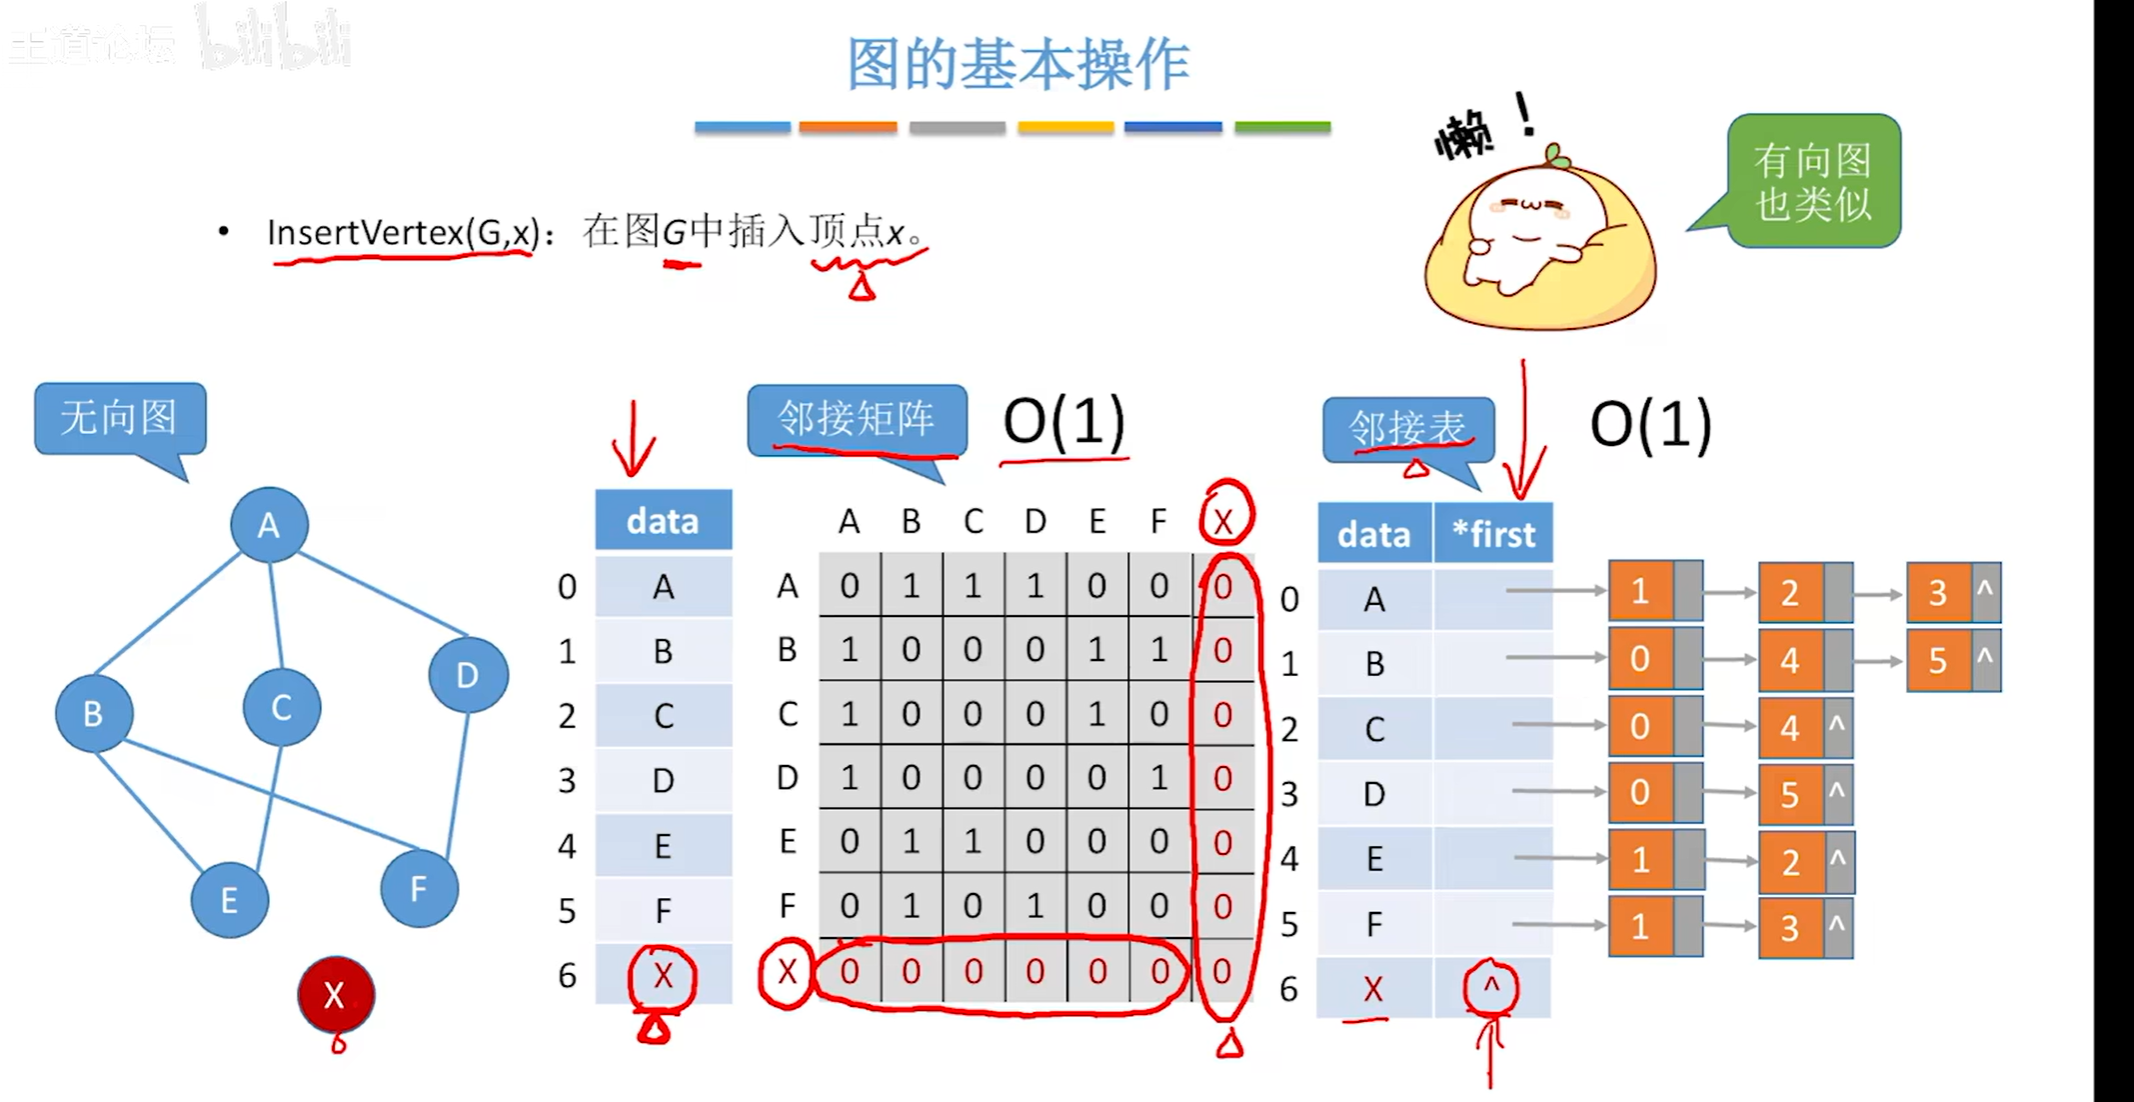 王道论坛 bilibili
图的基本操作
懒！
有向图
也类似
• InsertVertex(G,x)：在图G中插入顶点x。
无向图
邻接矩阵 O(1)
邻接表 O(1)
A
B
C
D
E
F
X
data
0 A
1 B
2 C
3 D
4 E
5 F
6 X
A B C D E F X
A 0 1 1 1 0 0 0
B 1 0 0 0 1 1 0
C 1 0 0 0 1 0 0
D 1 0 0 0 0 1 0
E 0 1 1 0 0 0 0
F 0 1 0 1 0 0 0
X 0 0 0 0 0 0 0
data *first
0 A 1 2 3 ^
1 B 0 4 5 ^
2 C 0 4 ^
3 D 0 5 ^
4 E 1 2 ^
5 F 1 3 ^
6 X ^